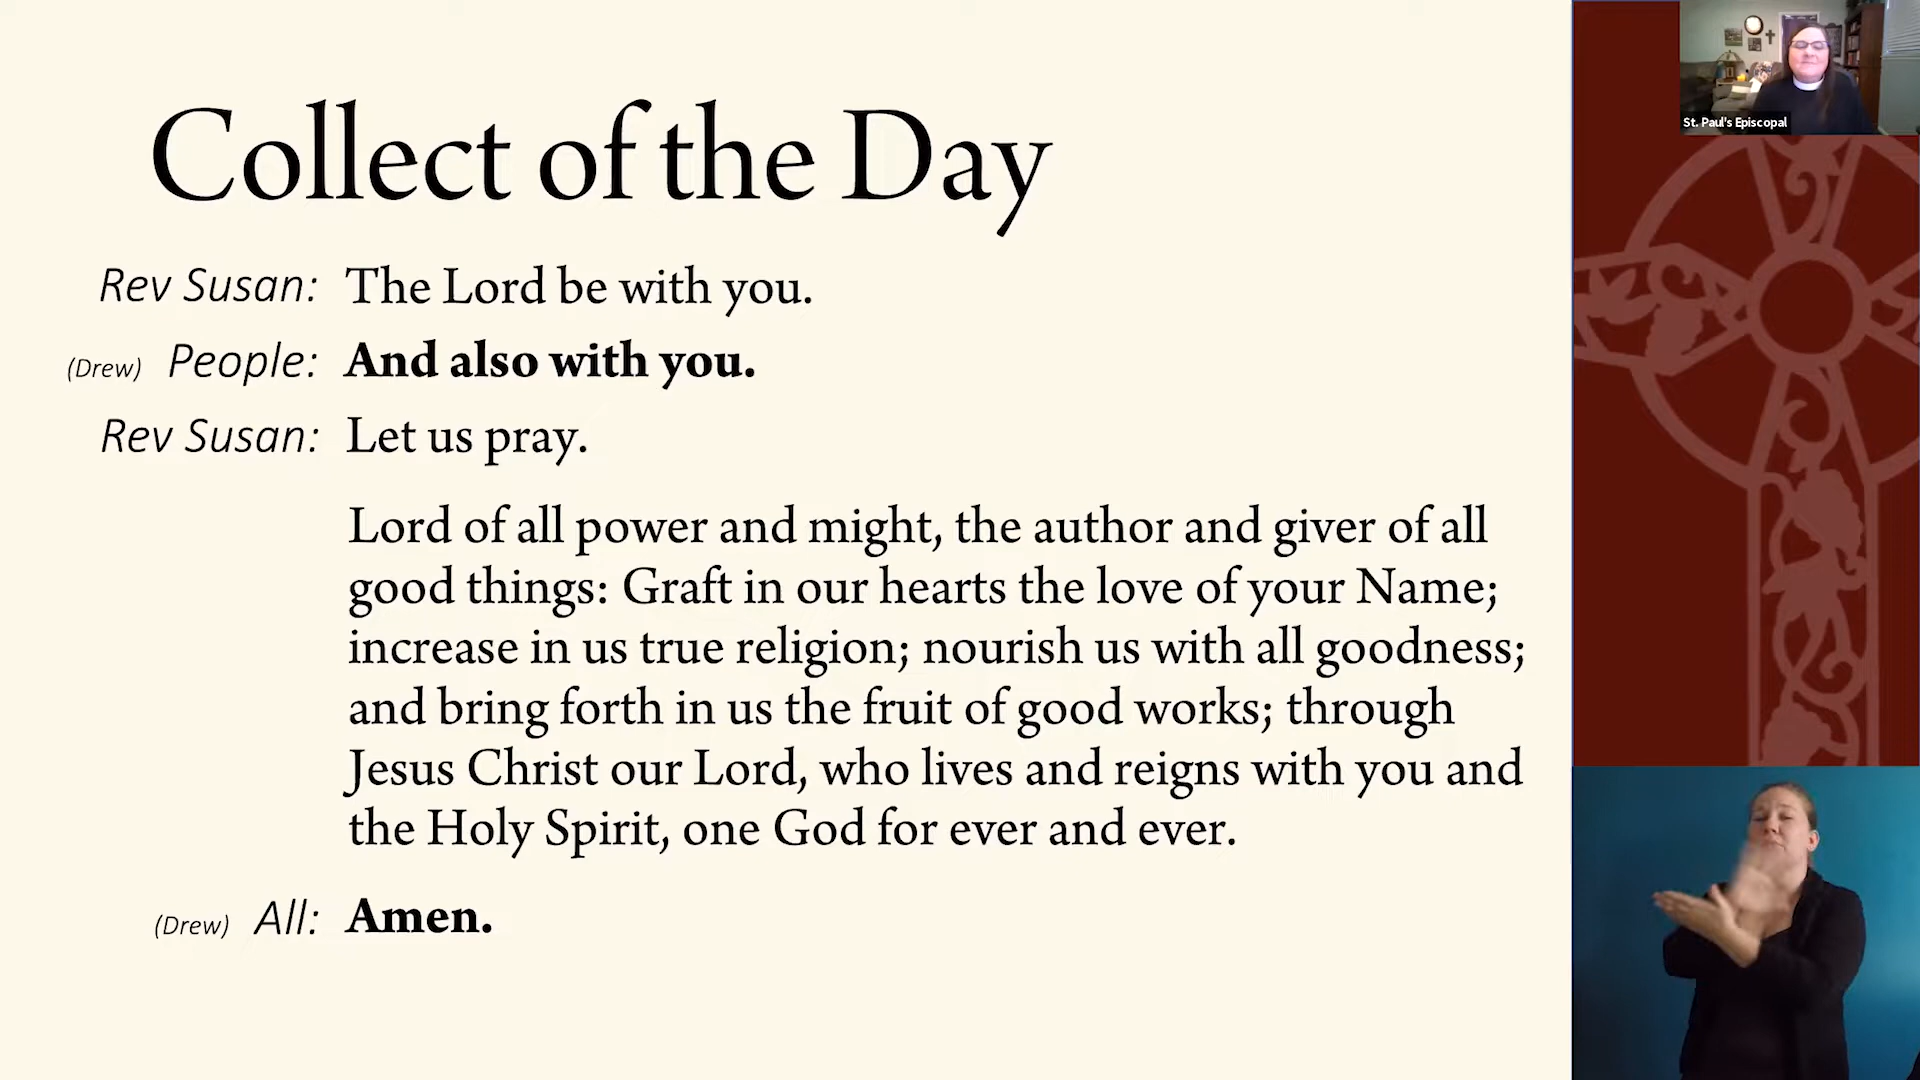 Collect of the Day
Rev Susan: The Lord be with you.
(Drew) People: And also with you.
Rev Susan: Let us pray.
Lord of all power and might, the author and giver of all
good things: Graft in our hearts the love of your Name;
increase in us true religion; nourish us with all goodness;
and bring forth in us the fruit of good works; through
Jesus Christ our Lord, who lives and reigns with you and
the Holy Spirit, one God for ever and ever.
(Drew) All: Amen.
St. Paul's Episcopal